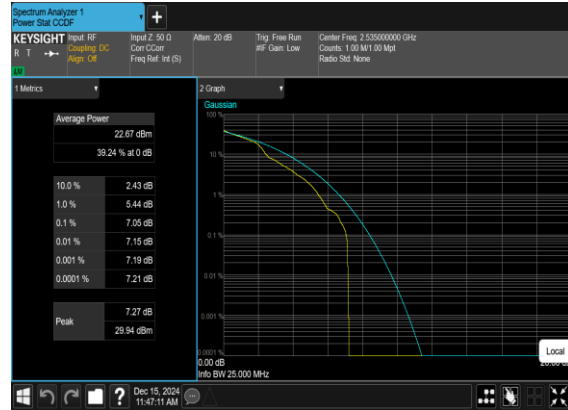 Spectrum Analyzer 1
Power Stat CCDF
KEYSIGHT
R T
LXI
Input: RF
Coupling: DC
Align: Off
Input Z: 50 Ω
Corr CCorr
Freq Ref: Int (S)
Atten: 20 dB
Trig: Free Run
#IF Gain: Low
Center Freq: 2.535000000 GHz
Counts: 1.00 M/1.00 Mpt
Radio Std: None
1 Metrics
Average Power
22.67 dBm
39.24 % at 0 dB
10.0 % 2.43 dB
1.0 % 5.44 dB
0.1 % 7.05 dB
0.01 % 7.15 dB
0.001 % 7.19 dB
0.0001 % 7.21 dB
Peak
7.27 dB
29.94 dBm
2 Graph
Gaussian
100 %
10 %
1 %
0.1 %
0.01 %
0.001 %
0.0001 %
0.00 dB
Info BW 25.000 MHz
Local
?
Dec 15, 2024
11:47:11 AM